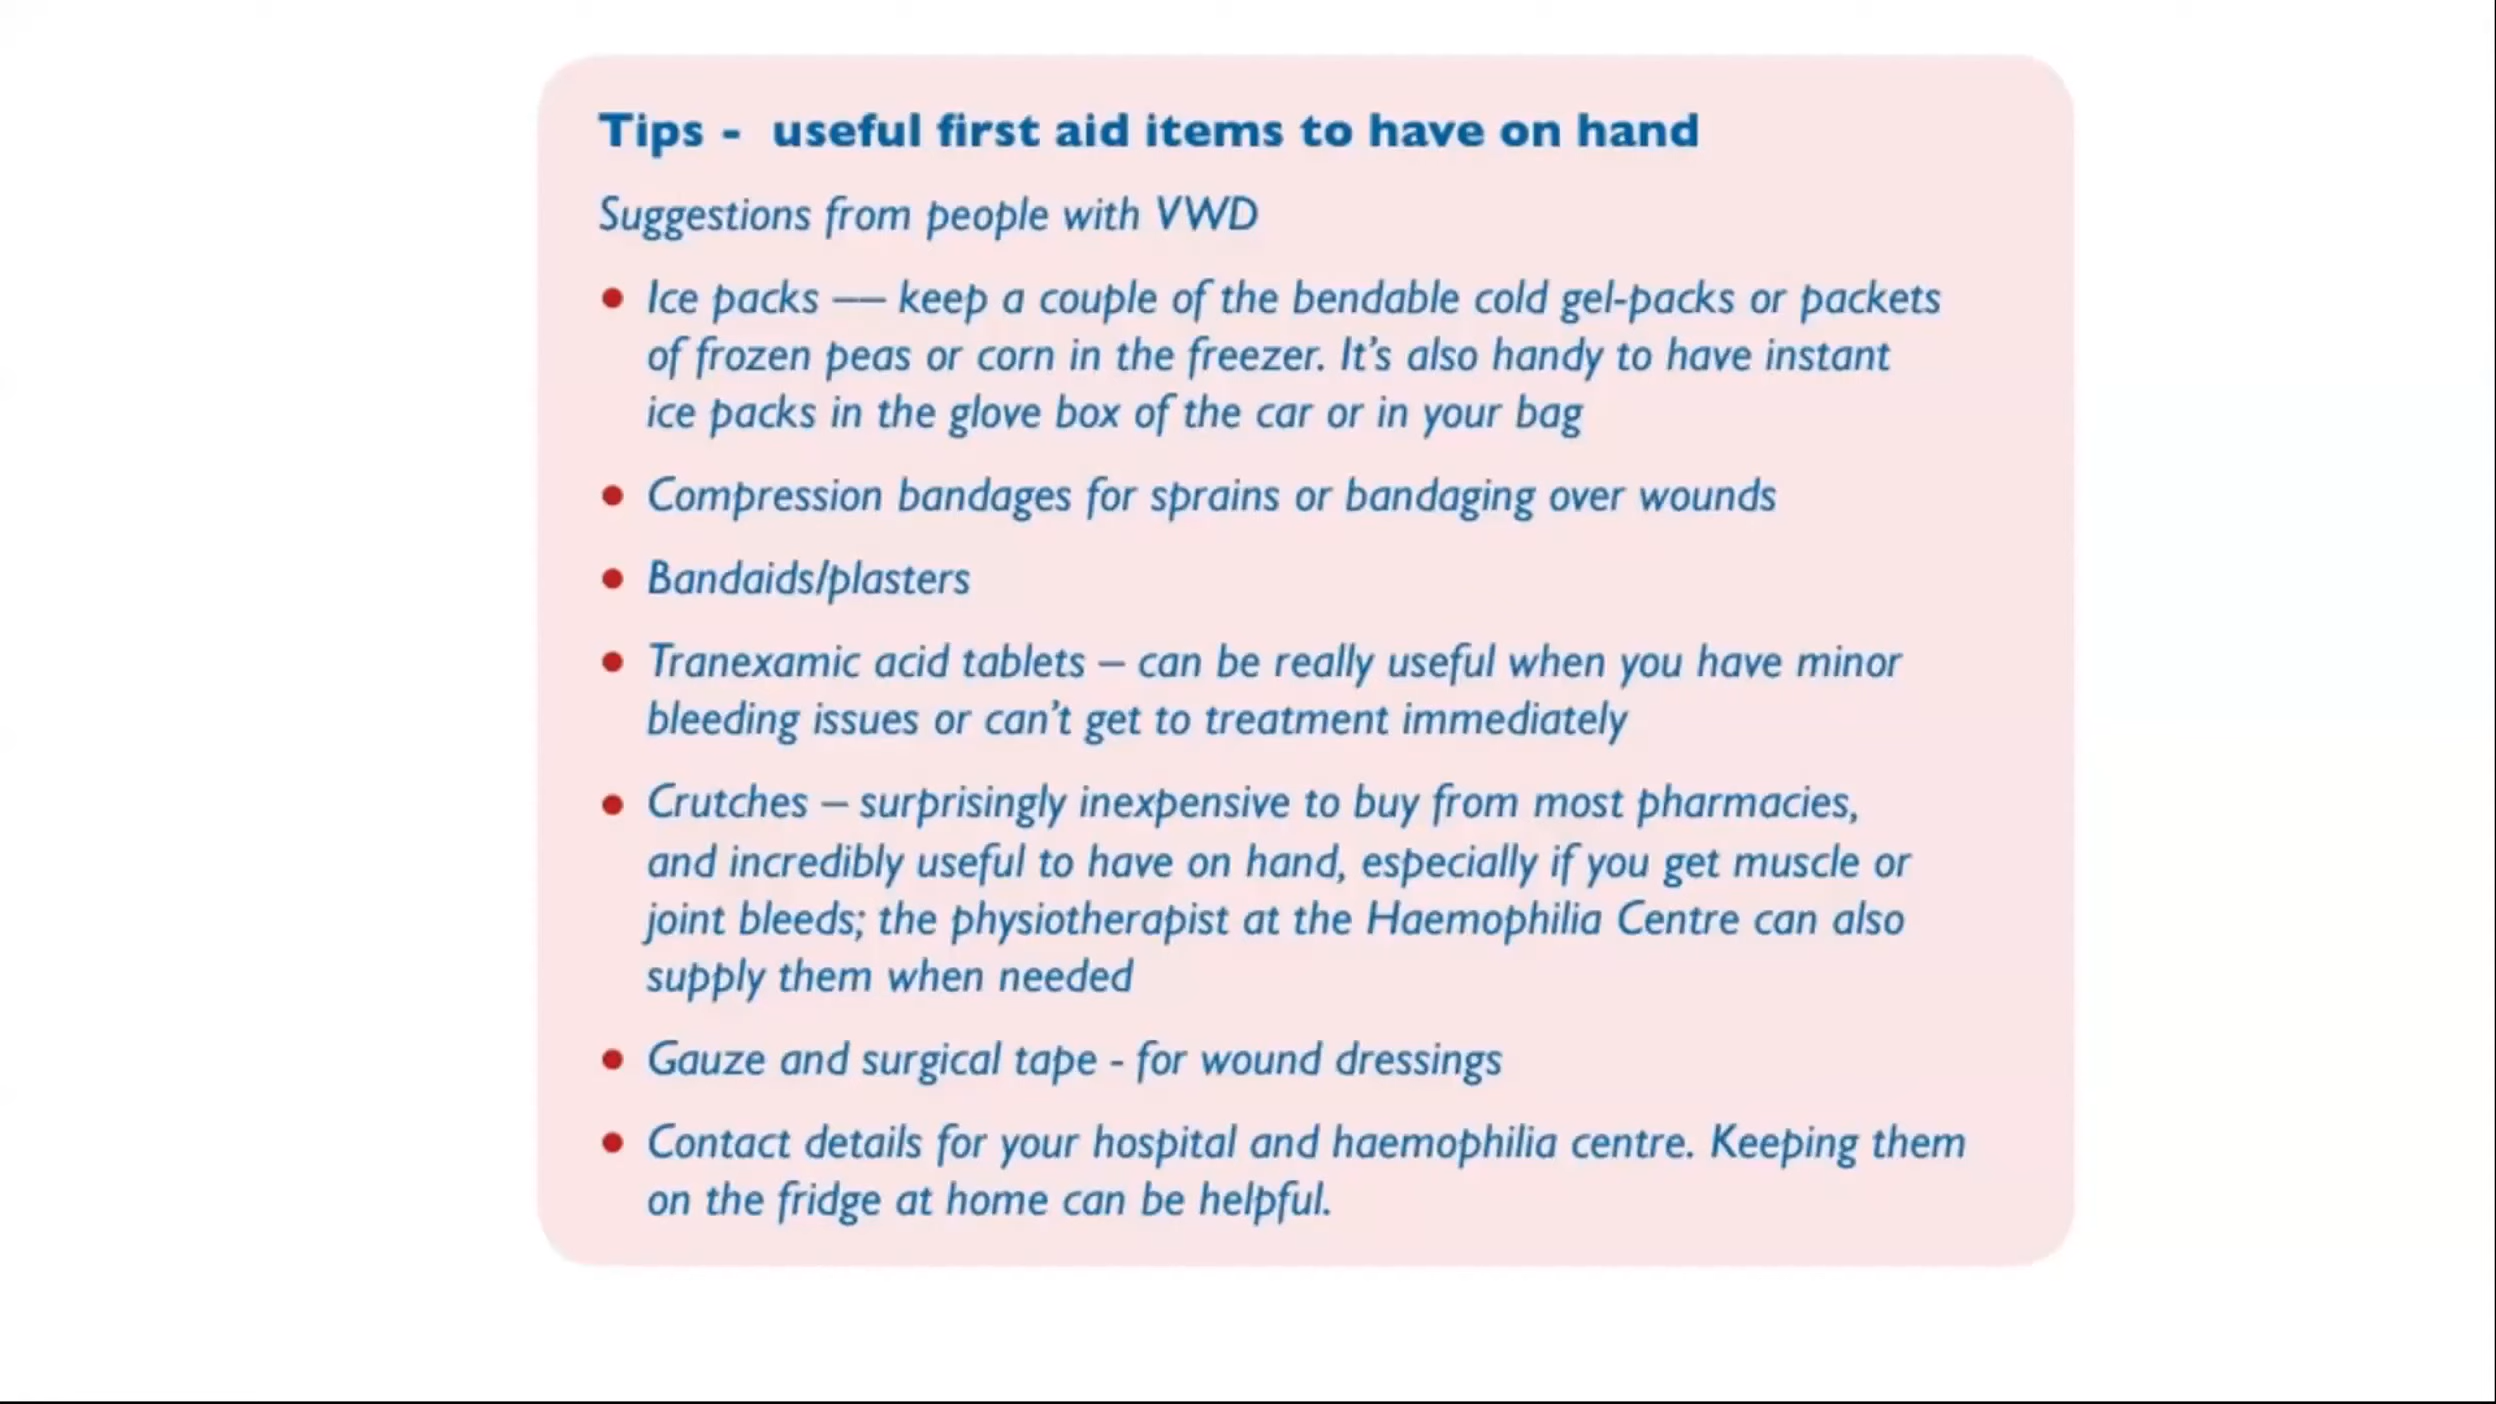 Tips -  useful first aid items to have on hand
Suggestions from people with VWD
• Ice packs –– keep a couple of the bendable cold gel-packs or packets
of frozen peas or corn in the freezer. It’s also handy to have instant
ice packs in the glove box of the car or in your bag
• Compression bandages for sprains or bandaging over wounds
• Bandaids/plasters
• Tranexamic acid tablets – can be really useful when you have minor
bleeding issues or can’t get to treatment immediately
• Crutches – surprisingly inexpensive to buy from most pharmacies,
and incredibly useful to have on hand, especially if you get muscle or
joint bleeds; the physiotherapist at the Haemophilia Centre can also
supply them when needed
• Gauze and surgical tape - for wound dressings
• Contact details for your hospital and haemophilia centre. Keeping them
on the fridge at home can be helpful.